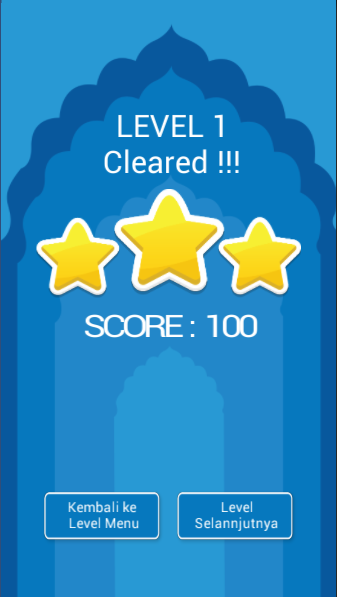 LEVEL 1
Cleared !!!
SCORE : 100
Kembali ke
Level Menu
Level
Selannjutnya